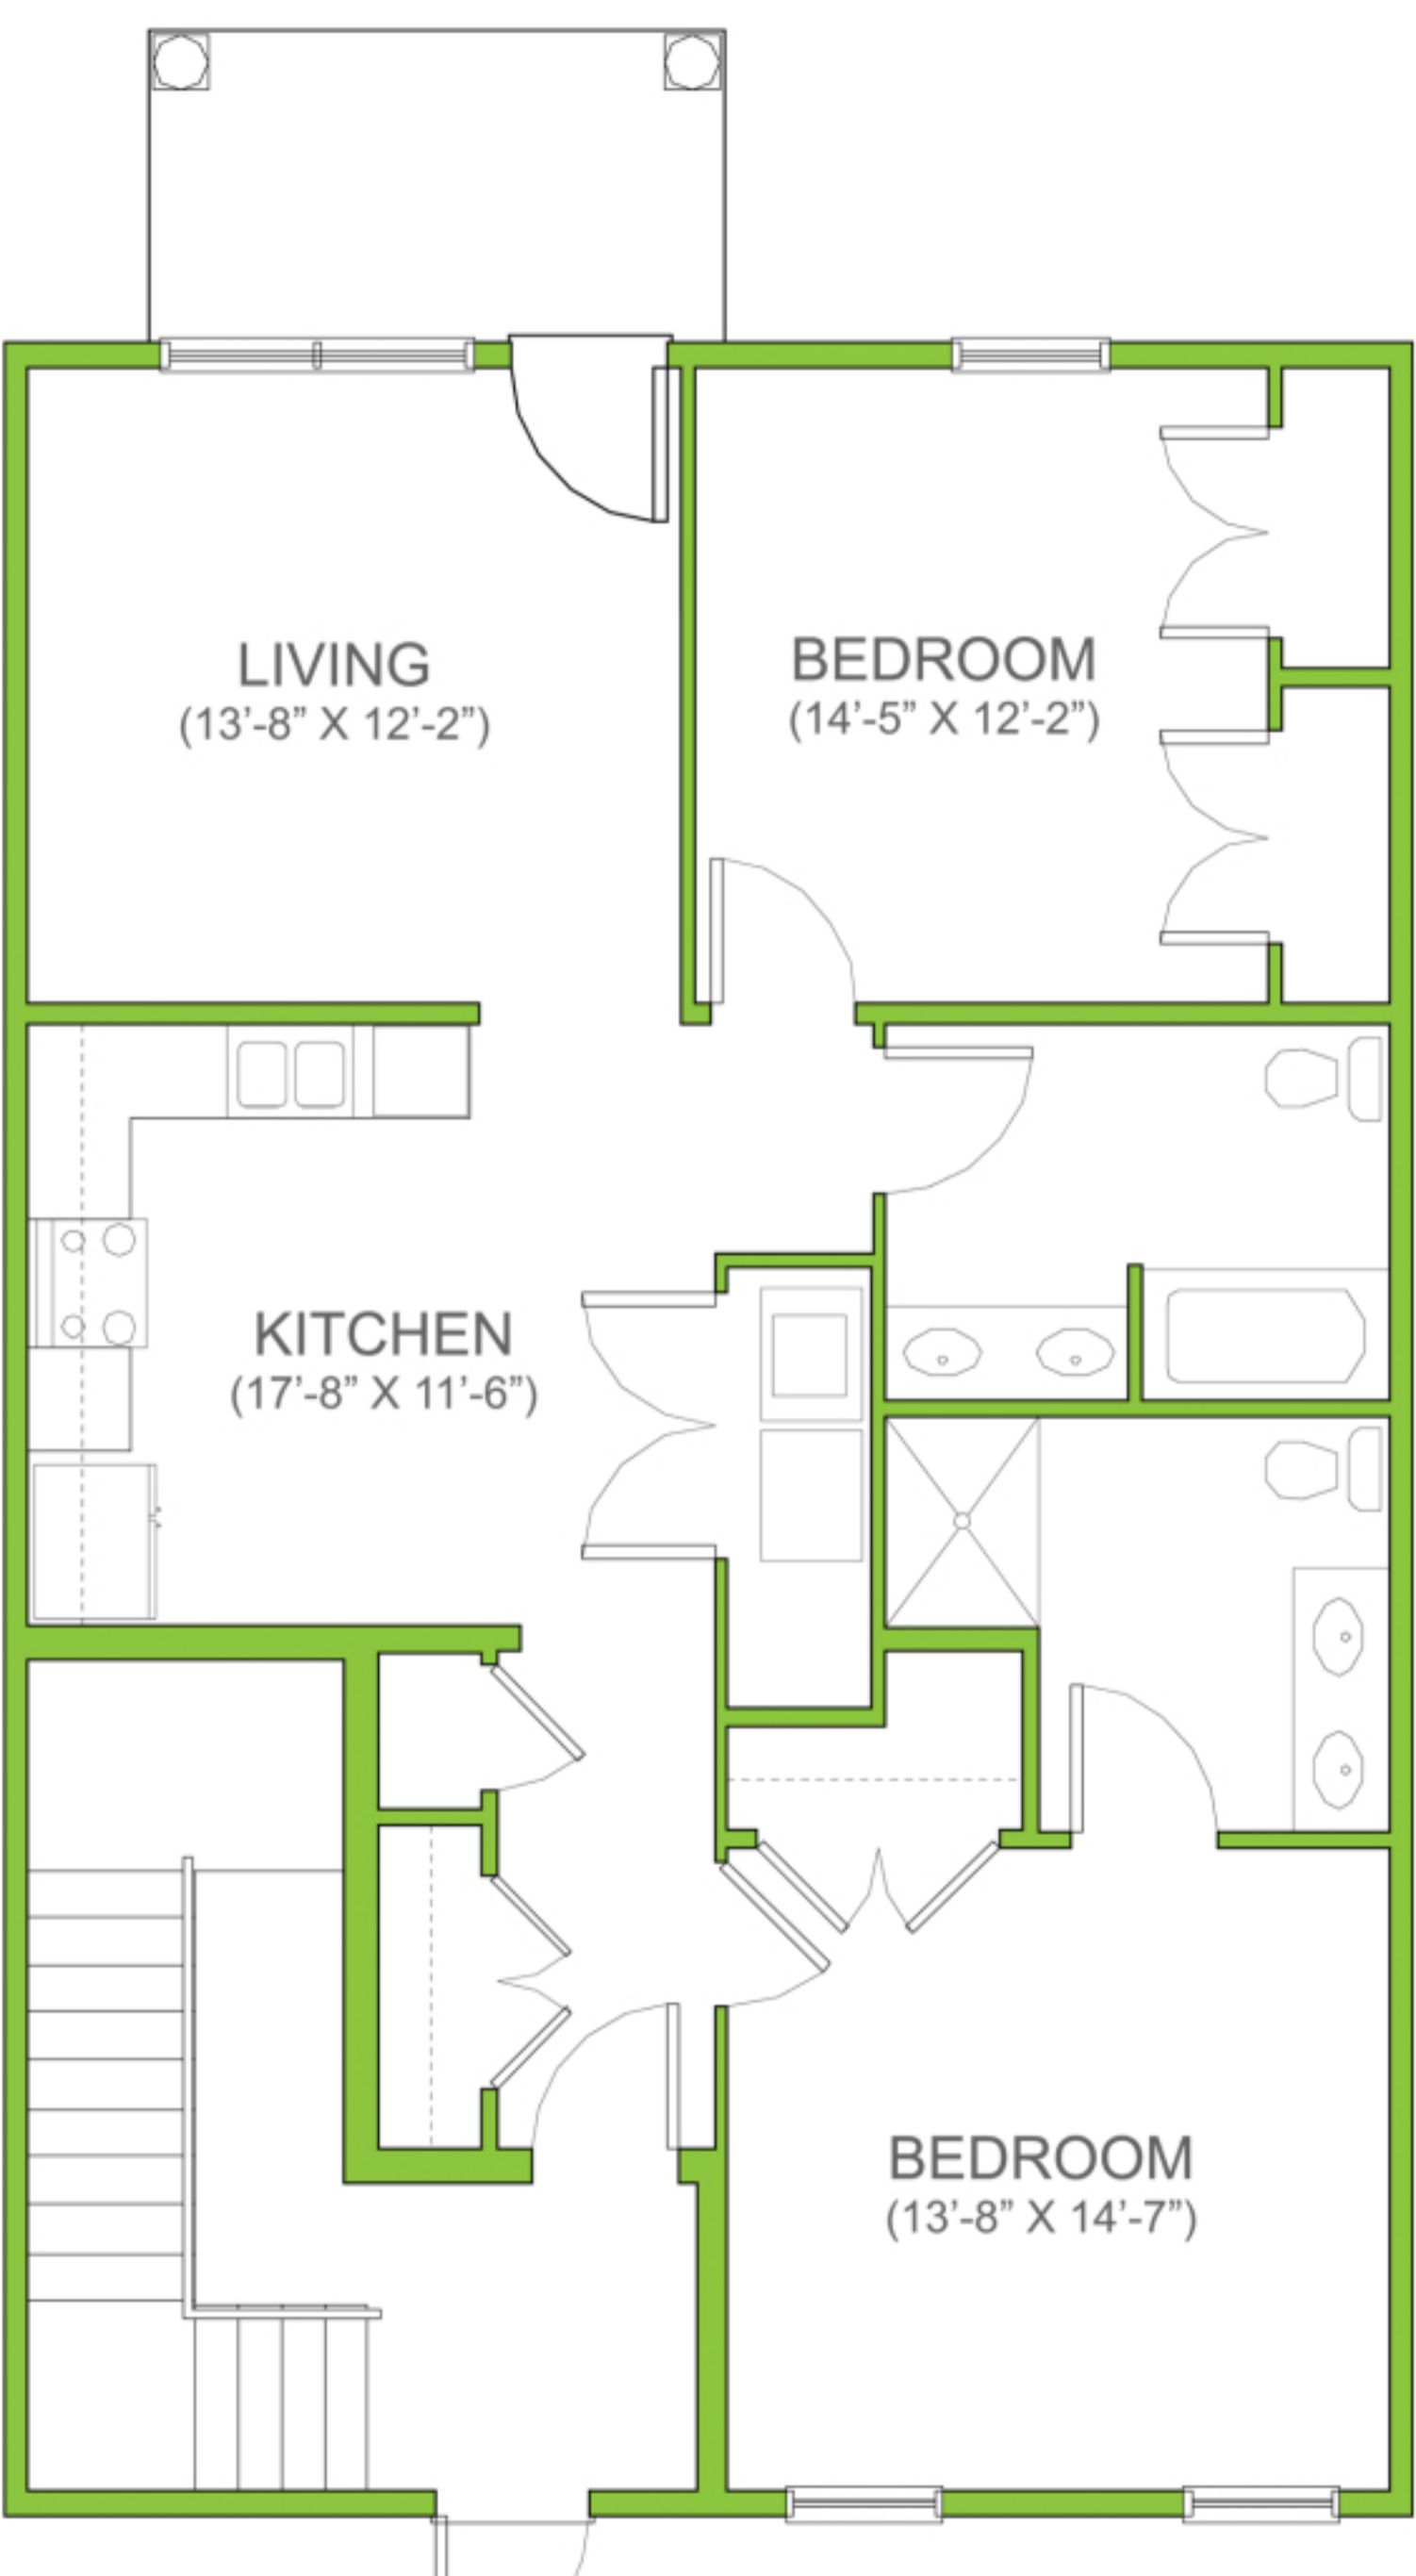 LIVING
(13’-8” X 12’-2”)
BEDROOM
(14’-5” X 12’-2”)
KITCHEN
(17’-8” X 11’-6”)
BEDROOM
(13’-8” X 14’-7”)